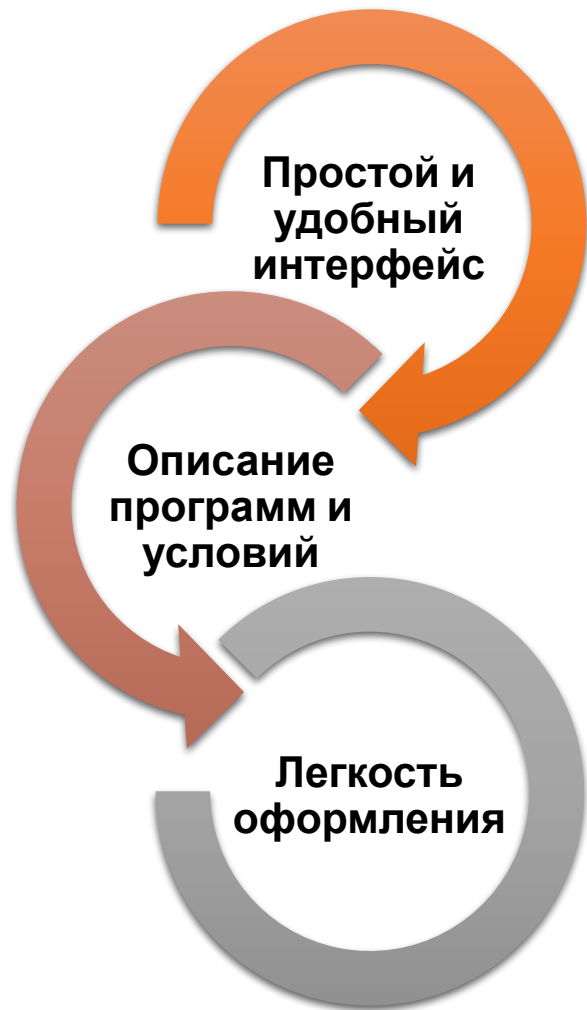 Простой и
удобный
интерфейс
Описание
программ и
условий
Легкость
оформления